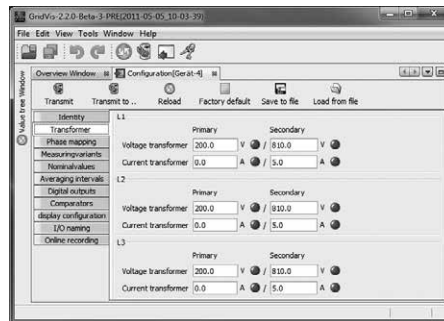 GridVis-2.2.0-Beta-3-PRE(2011-05-05_10-03-39)
File Edit View Tools Window Help
Value tree Window
Overview Window Configuration[Gerät-4]
Transmit Transmit to .. Reload Factory default Save to file Load from file
Identity
Transformer
Phase mapping
Measuringvariants
Nominalvalues
Averaging intervals
Digital outputs
Comparators
display configuration
I/O naming
Online recording
L1
Primary Secondary
Voltage transformer 200.0 V / 810.0 V
Current transformer 0.0 A / 5.0 A
L2
Primary Secondary
Voltage transformer 200.0 V / 810.0 V
Current transformer 0.0 A / 5.0 A
L3
Primary Secondary
Voltage transformer 200.0 V / 810.0 V
Current transformer 0.0 A / 5.0 A